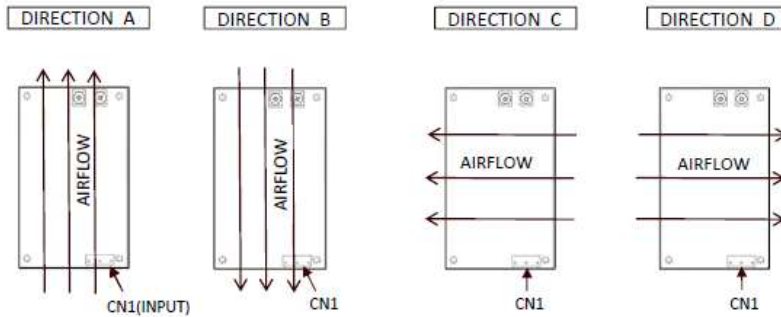 DIRECTION A
DIRECTION B
DIRECTION C
DIRECTION D
AIRFLOW
AIRFLOW
AIRFLOW
AIRFLOW
CN1(INPUT)
CN1
CN1
CN1